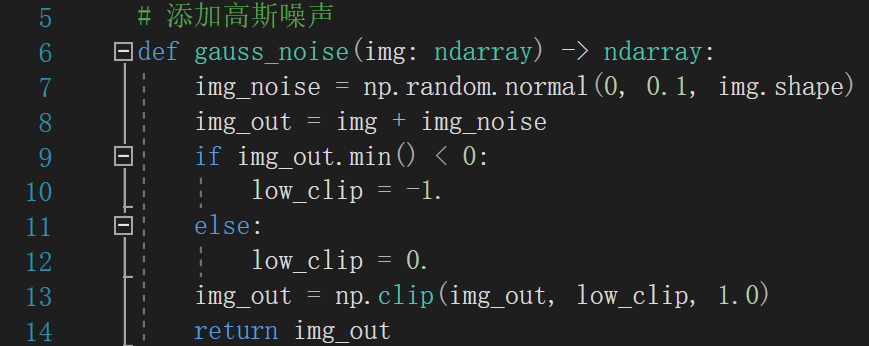 5 # 添加高斯噪声
6 def gauss_noise(img: ndarray) -> ndarray:
7 img_noise = np.random.normal(0, 0.1, img.shape)
8 img_out = img + img_noise
9 if img_out.min() < 0:
10 low_clip = -1.
11 else:
12 low_clip = 0.
13 img_out = np.clip(img_out, low_clip, 1.0)
14 return img_out